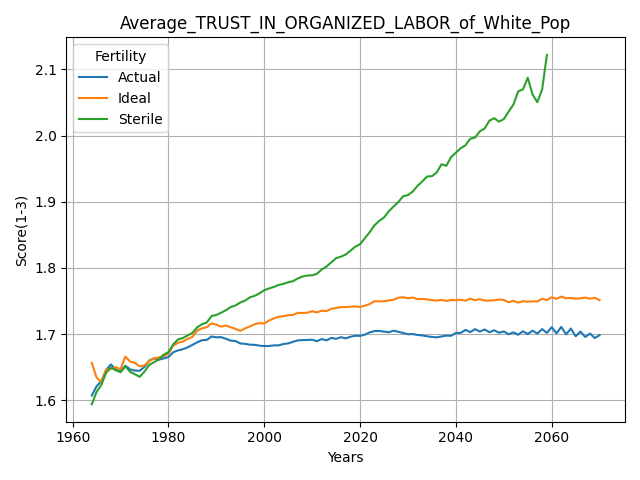 Average_TRUST_IN_ORGANIZED_LABOR_of_White_Pop
Fertility
Actual
Ideal
Sterile
Score(1-3)
2.1
2.0
1.9
1.8
1.7
1.6
1960 1980 2000 2020 2040 2060
Years